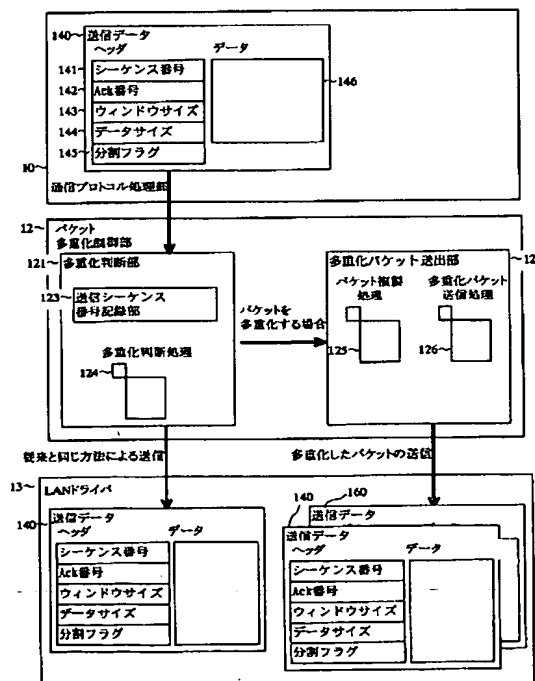 140 送信データ
ヘッダ データ
141 シーケンス番号
142 Ack番号
143 ウィンドウサイズ
144 データサイズ
145 分割フラグ
146
10
通信プロトコル処理部
12 パケット
多重化制御部
121 多重化判断部
123 送信シーケンス
番号記録部
多重化判断処理
124
パケットを
多重化する場合
12
多重化パケット送出部
パケット複製
処理
125
多重化パケット
送信処理
126
従来と同じ方法による送信
多重化したパケットの送信
13 LANドライバ
140 送信データ
ヘッダ データ
シーケンス番号
Ack番号
ウィンドウサイズ
データサイズ
分割フラグ
160
送信データ
140
送信データ
ヘッダ データ
シーケンス番号
Ack番号
ウィンドウサイズ
データサイズ
分割フラグ